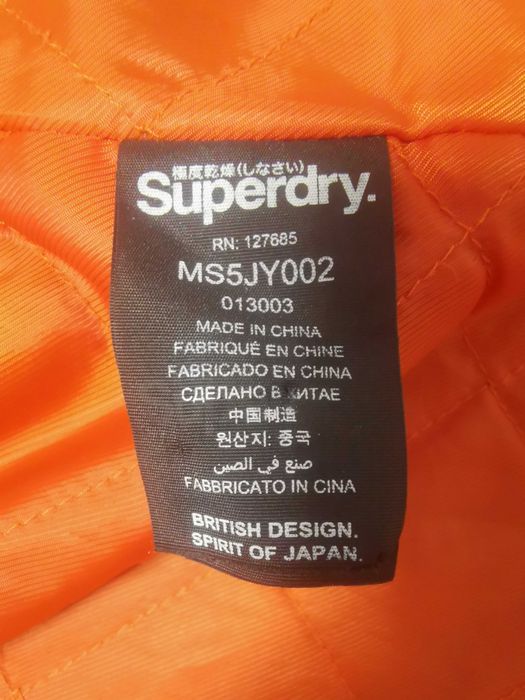 極度乾燥(しなさい)
Superdry.
RN: 127685
MS5JY002
013003
MADE IN CHINA
FABRIQUÉ EN CHINE
FABRICADO EN CHINA
СДЕЛАНО В КИТАЕ
中国制造
원산지: 중국
صنع في الصين
FABBRICATO IN CINA
BRITISH DESIGN.
SPIRIT OF JAPAN.